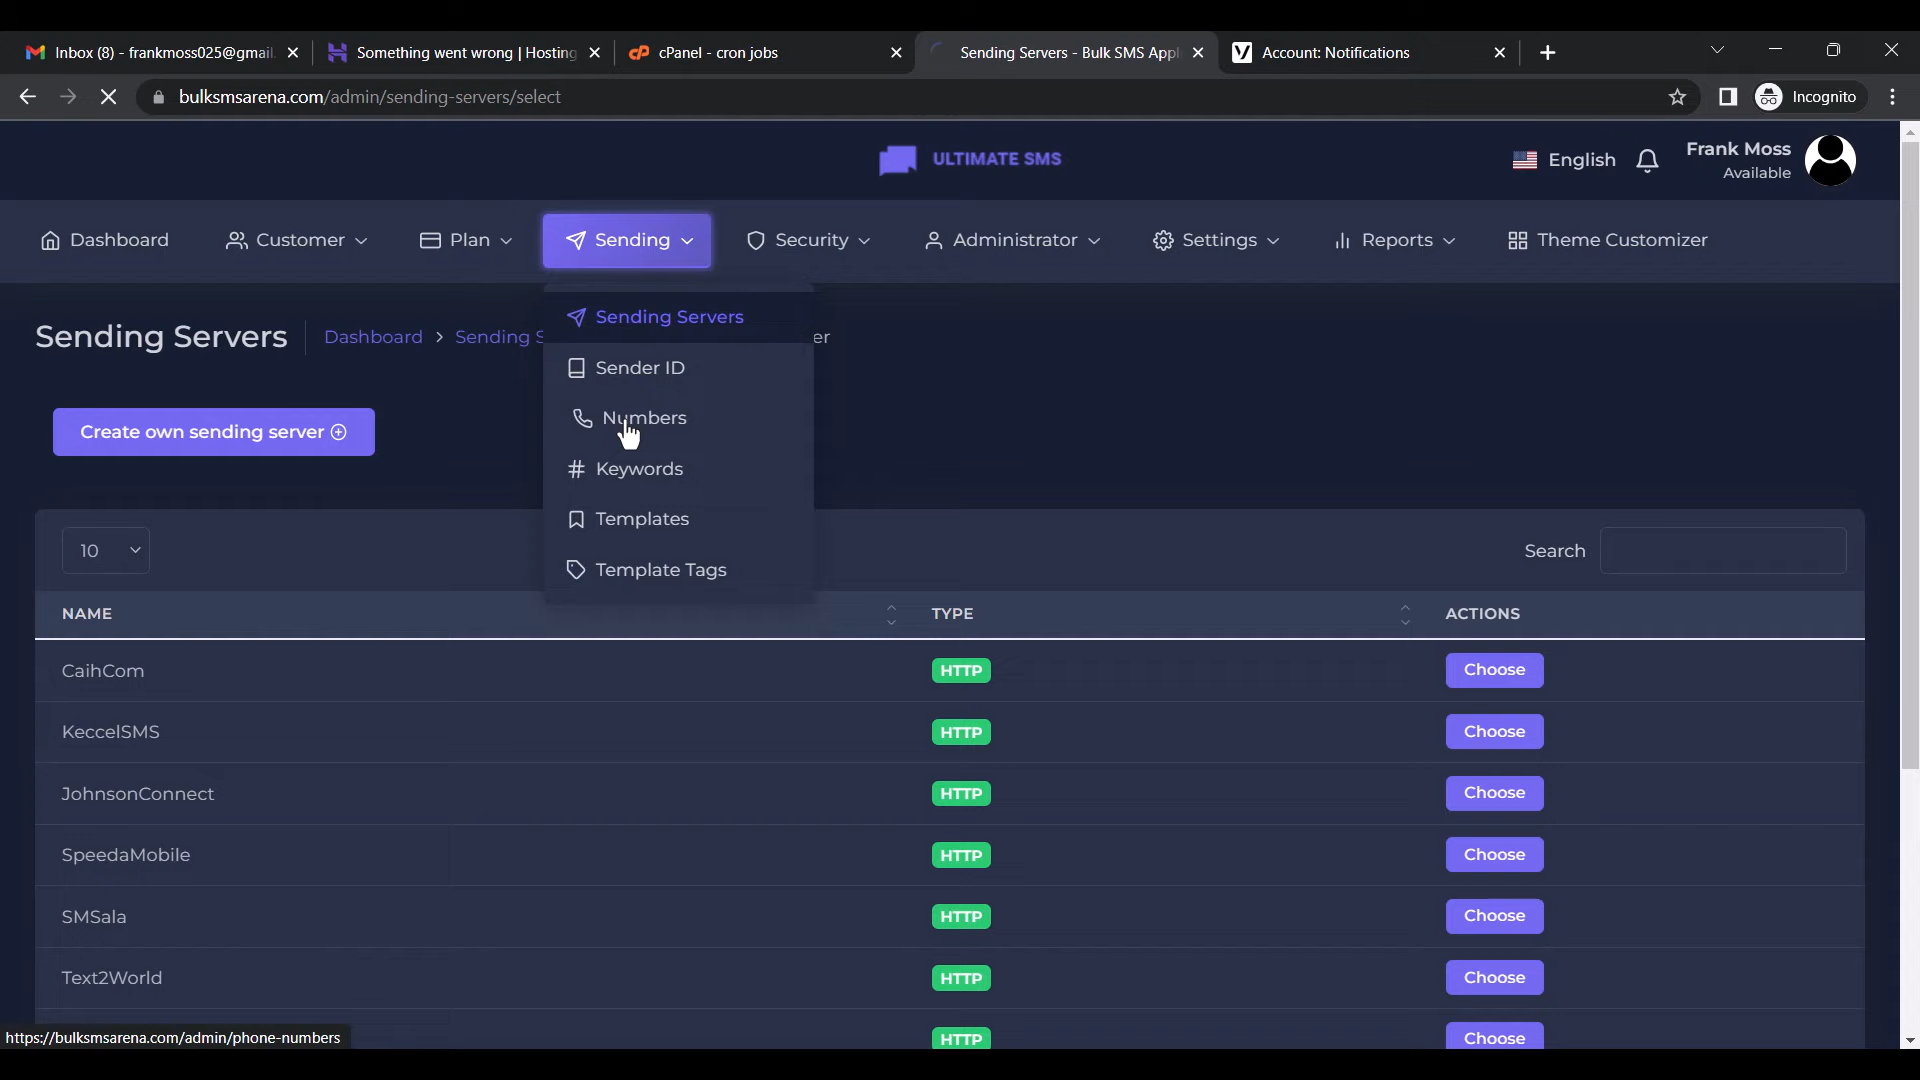 Inbox (8) - frankmoss025@gmail.
Something went wrong | Hosting
cPanel - cron jobs
Sending Servers - Bulk SMS Appl
Account: Notifications
bulksmsarena.com/admin/sending-servers/select
Incognito
ULTIMATE SMS
English
Frank Moss
Available
Dashboard
Customer
Plan
Sending
Security
Administrator
Settings
Reports
Theme Customizer
Sending Servers
Dashboard > Sending S
er
Sending Servers
Sender ID
Numbers
Keywords
Templates
Template Tags
Create own sending server
10
Search
NAME TYPE ACTIONS
CaihCom HTTP Choose
KeccelSMS HTTP Choose
JohnsonConnect HTTP Choose
SpeedaMobile HTTP Choose
SMSala HTTP Choose
Text2World HTTP Choose
HTTP Choose
https://bulksmsarena.com/admin/phone-numbers